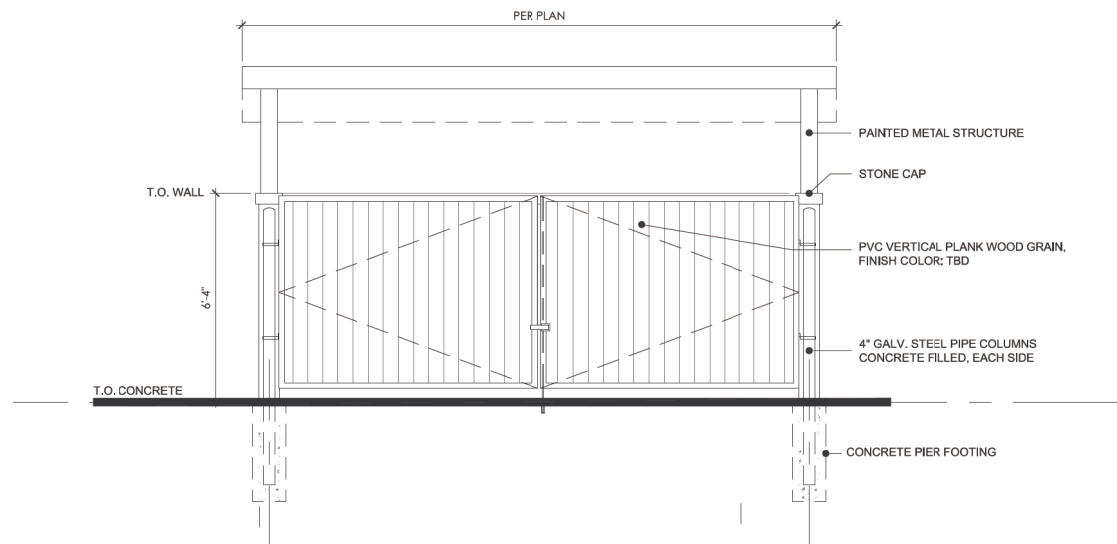 PER PLAN
PAINTED METAL STRUCTURE
STONE CAP
T.O. WALL
PVC VERTICAL PLANK WOOD GRAIN,
FINISH COLOR: TBD
6'-4"
4" GALV. STEEL PIPE COLUMNS
CONCRETE FILLED, EACH SIDE
T.O. CONCRETE
CONCRETE PIER FOOTING